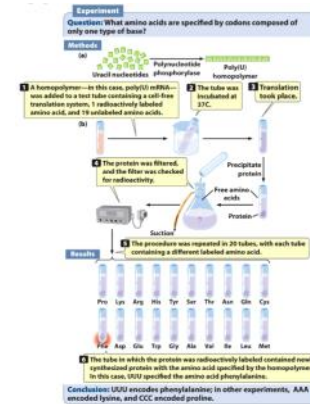 Experiment
Question: What amino acids are specified by codons composed of
only one type of base?
Methods
(a)
Uracil nucleotides
Polynucleotide
phosphorylase
Poly(U)
homopolymer
1 A homopolymer—in this case, poly(U) mRNA—
was added to a test tube containing a cell-free
translation system, 1 radioactively labeled
amino acid, and 19 unlabeled amino acids.
2 The tube was
incubated at
37C.
3 Translation
took place.
(b)
4 The protein was filtered,
and the filter was checked
for radioactivity.
Precipitate
protein
Free amino
acids
Protein
Suction
Results
5 The procedure was repeated in 20 tubes, with each tube
containing a different labeled amino acid.
Pro Lys Arg His Tyr Ser Thr Asn Gln Cys
Phe Asp Glu Trp Gly Ala Val Ile Leu Met
6 The tube in which the protein was radioactively labeled contained newly
synthesized protein with the amino acid specified by the homopolymer.
In this case, UUU specified the amino acid phenylalanine.
Conclusion: UUU encodes phenylalanine; in other experiments, AAA
encoded lysine, and CCC encoded proline.